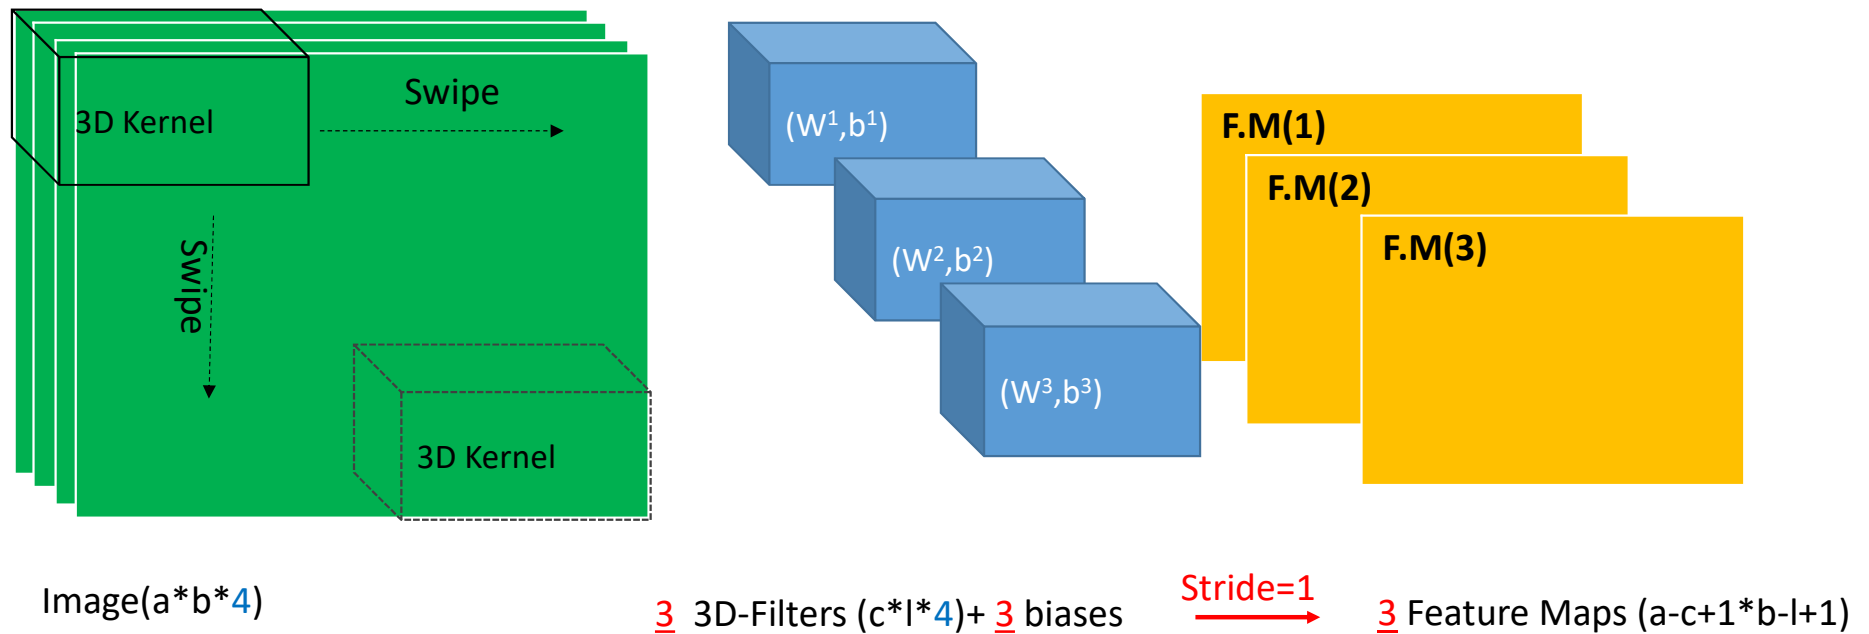 3D Kernel
Swipe
Swipe
3D Kernel
(W¹,b¹)
(W²,b²)
(W³,b³)
F.M(1)
F.M(2)
F.M(3)
Image(a*b*4)
3 3D-Filters (c*l*4)+ 3 biases
Stride=1
3 Feature Maps (a-c+1*b-l+1)